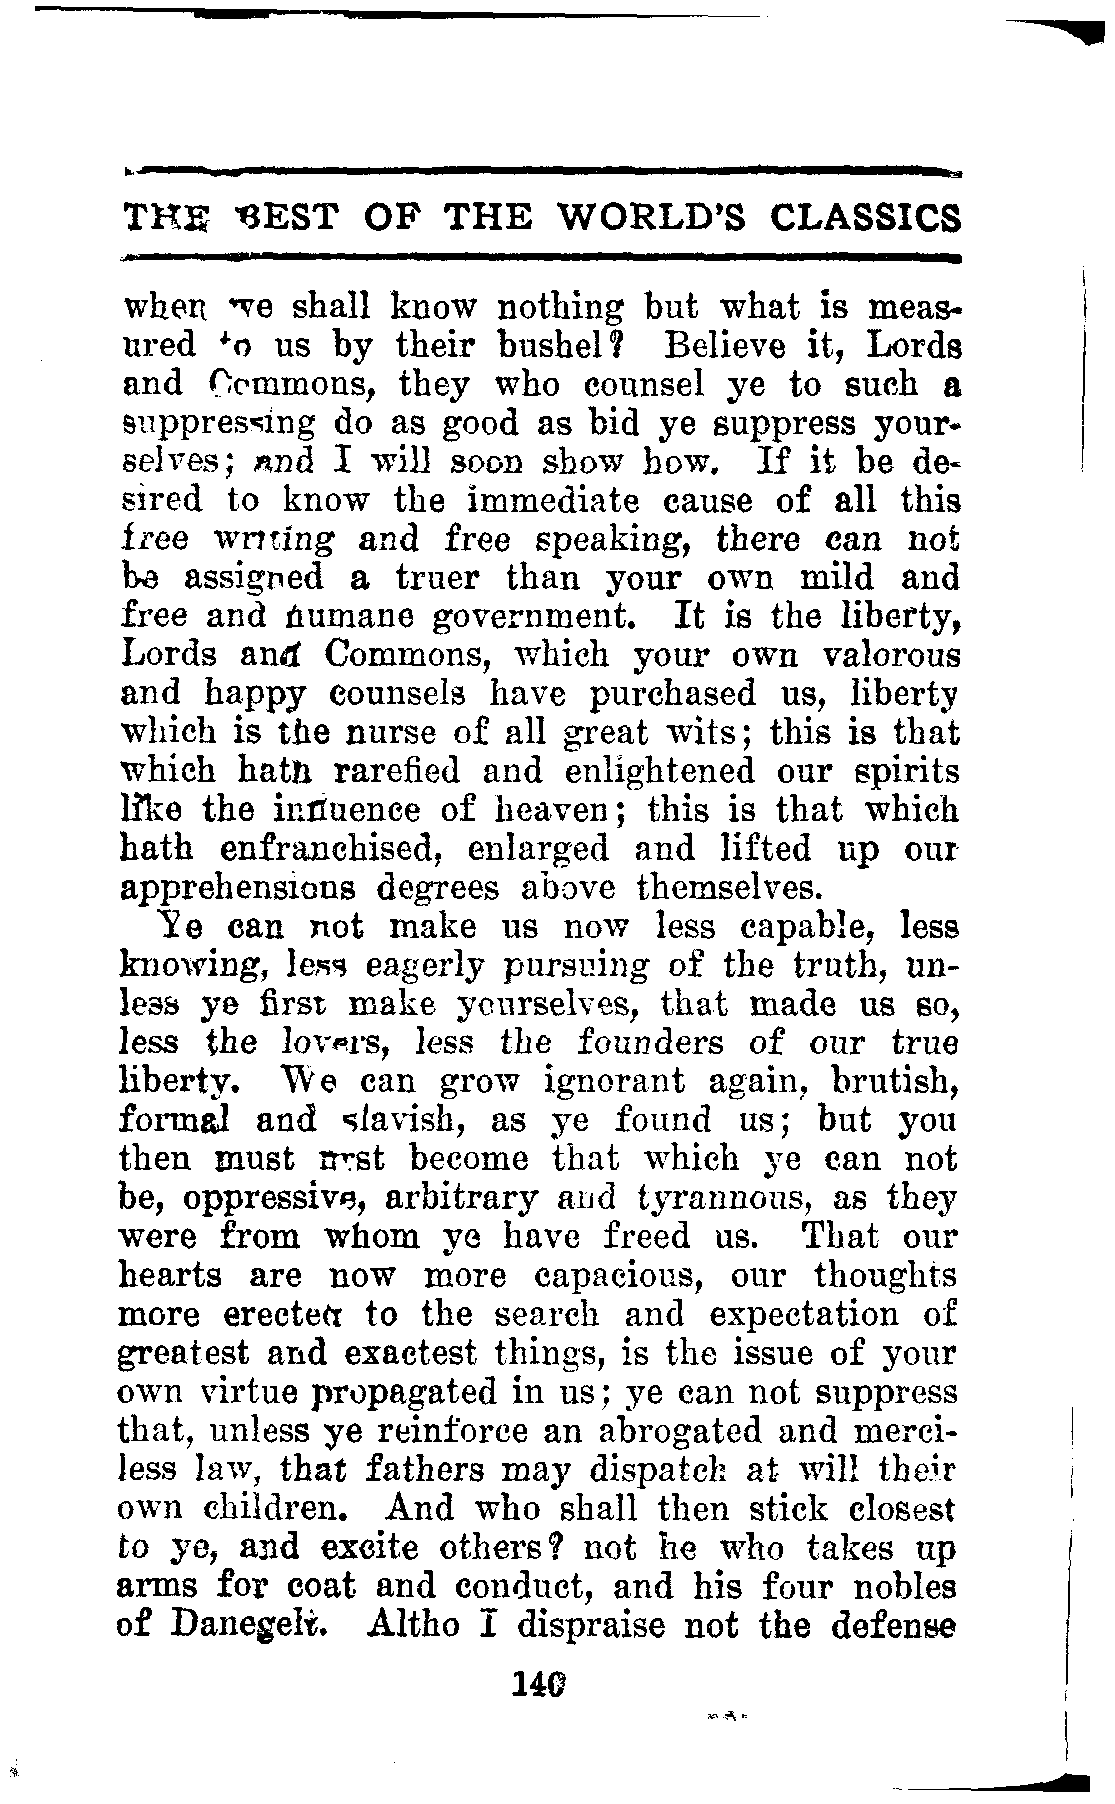 THE BEST OF THE WORLD'S CLASSICS
when we shall know nothing but what is meas-
ured to us by their bushel? Believe it, Lords
and Commons, they who counsel ye to such a
suppressing do as good as bid ye suppress your-
selves; and I will soon show how. If it be de-
sired to know the immediate cause of all this
free writing and free speaking, there can not
be assigned a truer than your own mild and
free and humane government. It is the liberty,
Lords and Commons, which your own valorous
and happy counsels have purchased us, liberty
which is the nurse of all great wits; this is that
which hath rarefied and enlightened our spirits
like the influence of heaven; this is that which
hath enfranchised, enlarged and lifted up our
apprehensions degrees above themselves.
Ye can not make us now less capable, less
knowing, less eagerly pursuing of the truth, un-
less ye first make yourselves, that made us so,
less the lovers, less the founders of our true
liberty. We can grow ignorant again, brutish,
formal and slavish, as ye found us; but you
then must first become that which ye can not
be, oppressive, arbitrary and tyrannous, as they
were from whom ye have freed us. That our
hearts are now more capacious, our thoughts
more erected to the search and expectation of
greatest and exactest things, is the issue of your
own virtue propagated in us; ye can not suppress
that, unless ye reinforce an abrogated and merci-
less law, that fathers may dispatch at will their
own children. And who shall then stick closest
to ye, and excite others? not he who takes up
arms for coat and conduct, and his four nobles
of Danegelt. Altho I dispraise not the defense
140